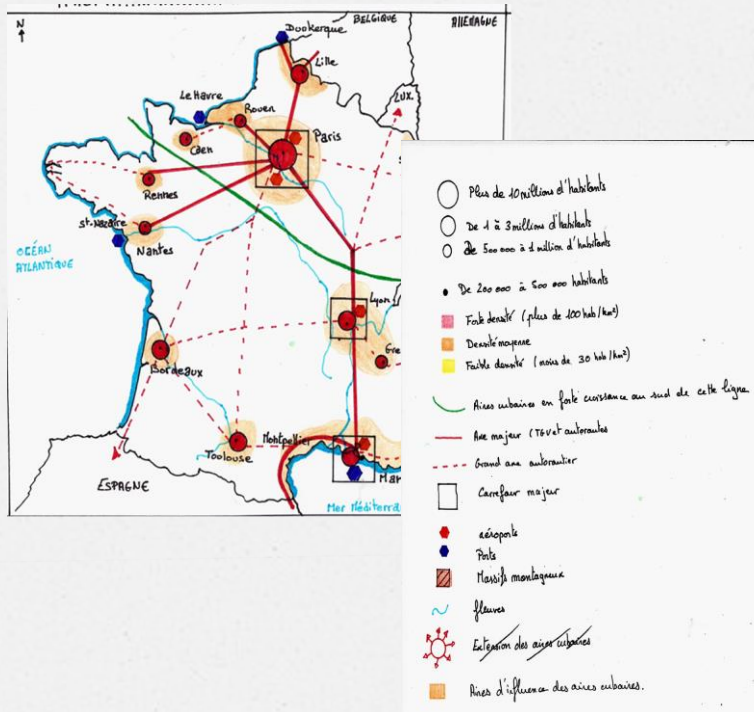 N
BELGIQUE
ALLEMAGNE
Dunkerque
Lille
LUX.
Le Havre
Rouen
Caen
Paris
Rennes
St-Nazaire
Nantes
OCÉAN
ATLANTIQUE
Lyon
Gre
Bordeaux
Montpellier
Toulouse
Mar
ESPAGNE
Mer Méditerra
Plus de 10 millions d'habitants
De 1 à 3 millions d'habitants
De 500 000 à 1 million d'habitants
De 200 000 à 500 000 habitants
Forte densité (plus de 100 hab/km²)
Densité moyenne
Faible densité (moins de 30 hab/km²)
Aires urbaines en forte croissance au sud de cette ligne
Axe majeur (TGV et autoroutes
Grand axe autoroutier
Carrefour majeur
aéroports
Ports
Massifs montagneux
fleuves
Extension des aires urbaines
Aires d'influence des aires urbaines.